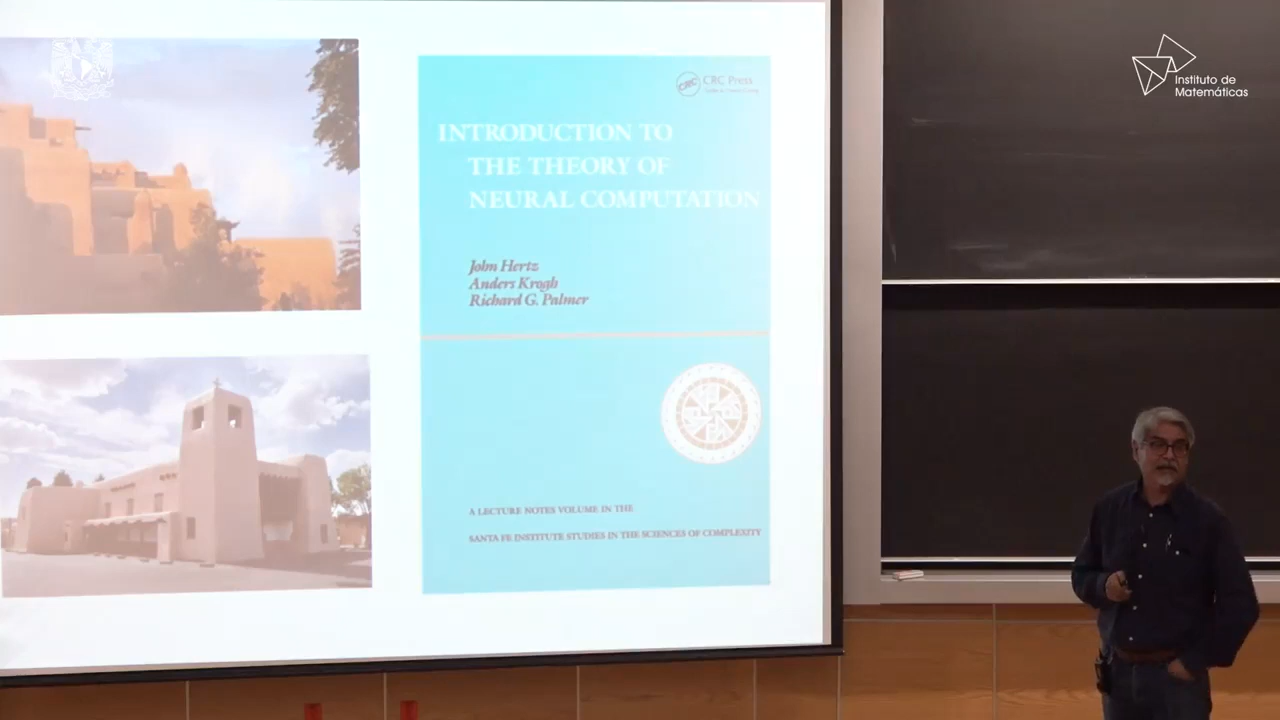 CRC Press
INTRODUCTION TO
THE THEORY OF
NEURAL COMPUTATION
John Hertz
Anders Krogh
Richard G. Palmer
A LECTURE NOTES VOLUME IN THE
SANTA FE INSTITUTE STUDIES IN THE SCIENCES OF COMPLEXITY
Instituto de
Matemáticas